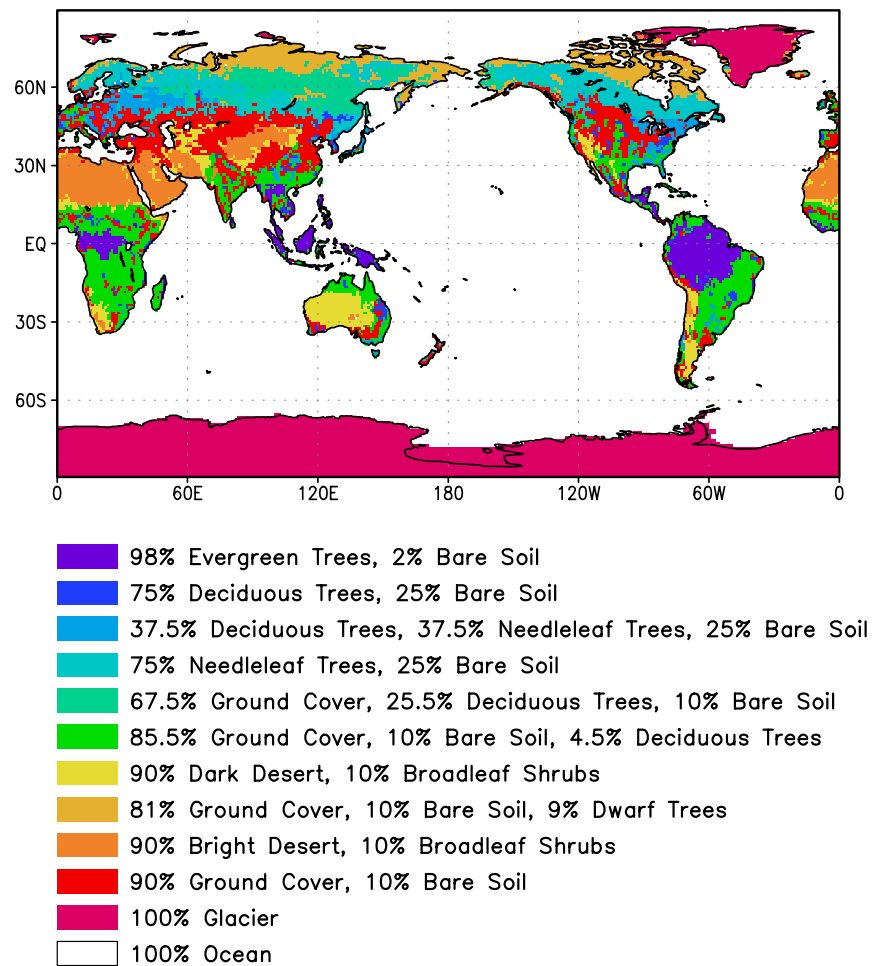 60N
30N
EQ
30S
60S
0 60E 120E 180 120W 60W 0
98% Evergreen Trees, 2% Bare Soil
75% Deciduous Trees, 25% Bare Soil
37.5% Deciduous Trees, 37.5% Needleleaf Trees, 25% Bare Soil
75% Needleleaf Trees, 25% Bare Soil
67.5% Ground Cover, 25.5% Deciduous Trees, 10% Bare Soil
85.5% Ground Cover, 10% Bare Soil, 4.5% Deciduous Trees
90% Dark Desert, 10% Broadleaf Shrubs
81% Ground Cover, 10% Bare Soil, 9% Dwarf Trees
90% Bright Desert, 10% Broadleaf Shrubs
90% Ground Cover, 10% Bare Soil
100% Glacier
100% Ocean